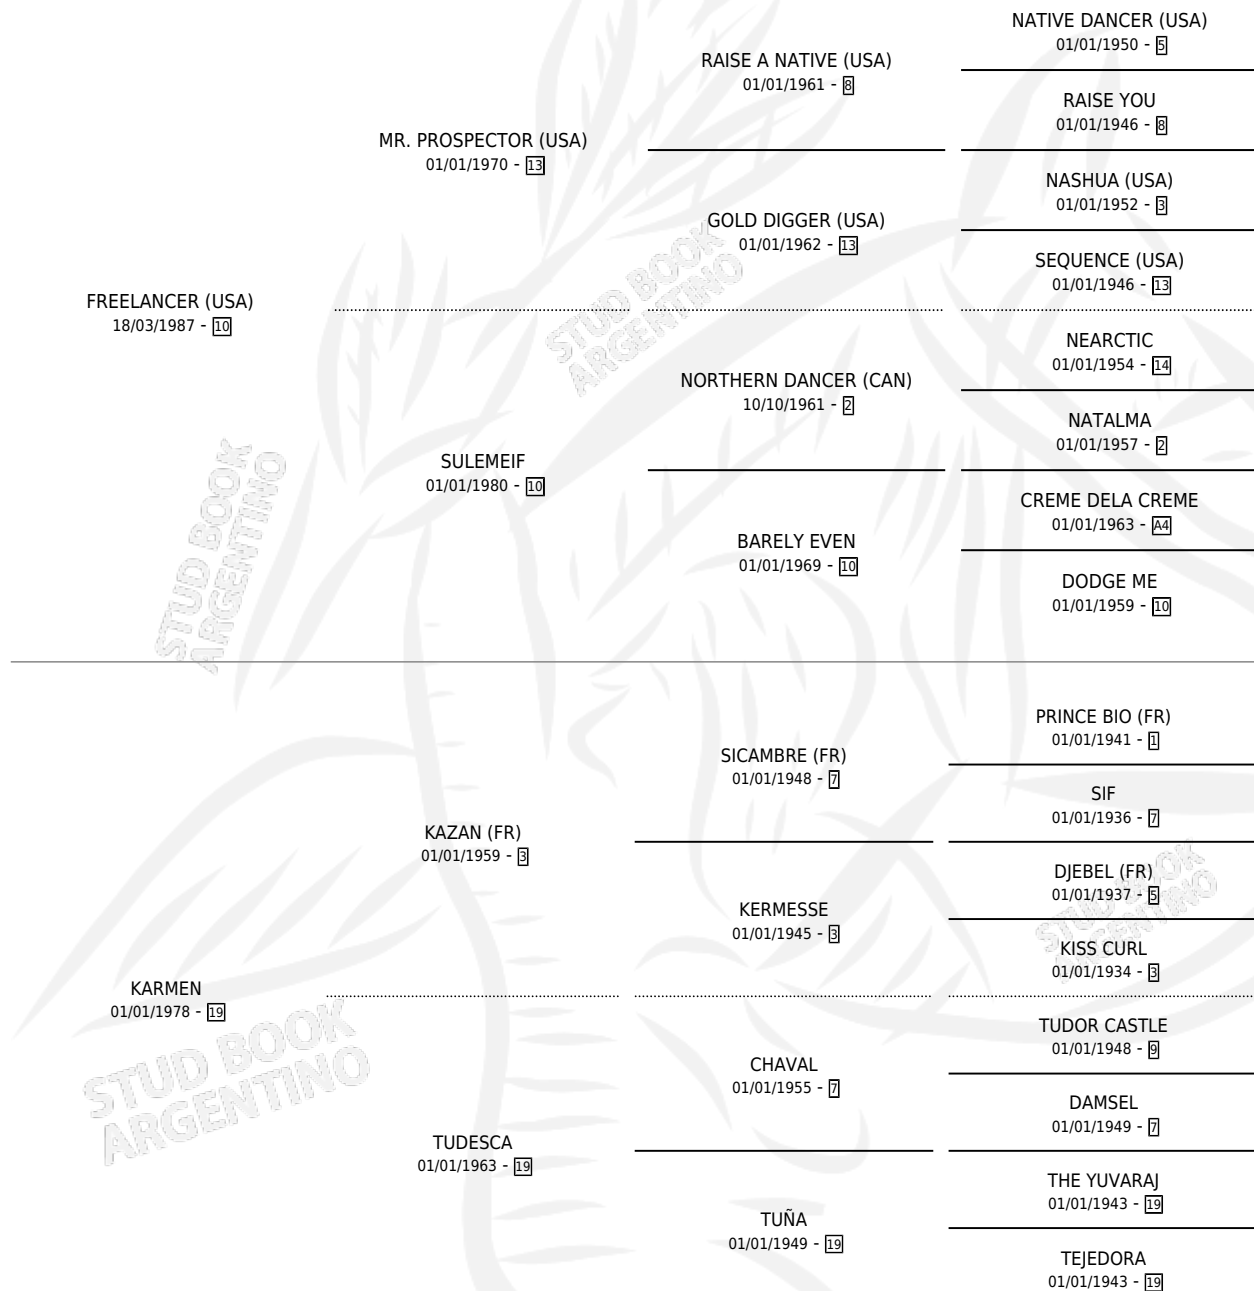 NATIVE DANCER (USA)
01/01/1950 - 5
RAISE A NATIVE (USA)
01/01/1961 - 8
RAISE YOU
01/01/1946 - 8
MR. PROSPECTOR (USA)
01/01/1970 - 13
NASHUA (USA)
01/01/1952 - 3
GOLD DIGGER (USA)
01/01/1962 - 13
SEQUENCE (USA)
01/01/1946 - 13
FREELANCER (USA)
18/03/1987 - 10
STUD BOOK
ARGENTINO
NEARCTIC
01/01/1954 - 14
NORTHERN DANCER (CAN)
10/10/1961 - 2
NATALMA
01/01/1957 - 2
SULEMEIF
01/01/1980 - 10
CREME DELA CREME
01/01/1963 - A4
BARELY EVEN
01/01/1969 - 10
DODGE ME
01/01/1959 - 10
STUD BOOK
ARGENTINO
PRINCE BIO (FR)
01/01/1941 - 1
SICAMBRE (FR)
01/01/1948 - 7
SIF
01/01/1936 - 7
KAZAN (FR)
01/01/1959 - 3
DJEBEL (FR)
01/01/1937 - 5
KERMESSE
01/01/1945 - 3
KISS CURL
01/01/1934 - 3
STUD BOOK
ARGENTINO
KARMEN
01/01/1978 - 19
STUD BOOK
ARGENTINO
TUDOR CASTLE
01/01/1948 - 9
CHAVAL
01/01/1955 - 7
DAMSEL
01/01/1949 - 7
TUDESCA
01/01/1963 - 19
THE YUVARAJ
01/01/1943 - 19
TUÑA
01/01/1949 - 19
TEJEDORA
01/01/1943 - 19